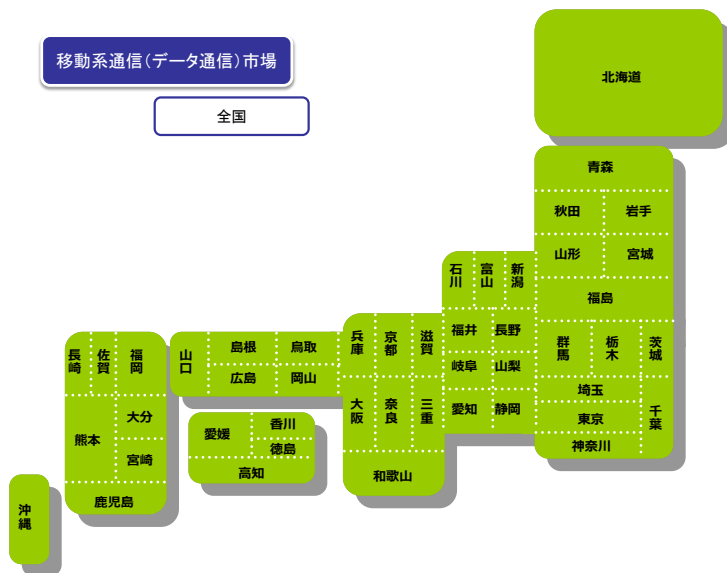 移動系通信(データ通信)市場
全国
北海道
青森
秋田
岩手
山形
宮城
福島
石川
富山
新潟
福井
長野
岐阜
山梨
愛知
静岡
群馬
栃木
茨城
埼玉
東京
千葉
神奈川
兵庫
京都
滋賀
大阪
奈良
三重
和歌山
山口
島根
鳥取
広島
岡山
愛媛
香川
徳島
高知
長崎
佐賀
福岡
熊本
大分
宮崎
鹿児島
沖縄